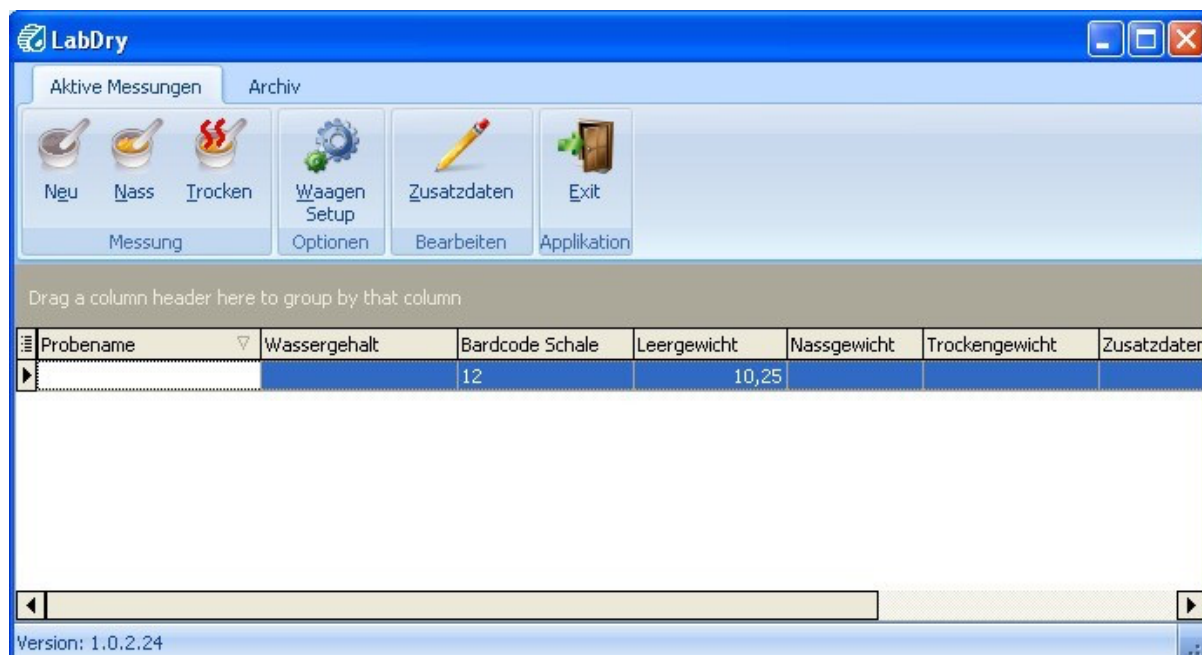 LabDry
Aktive Messungen Archiv
Neu Nass Trocken Waagen Setup Zusatzdaten Exit
Messung Optionen Bearbeiten Applikation
Drag a column header here to group by that column
Probename Wassergehalt Bardcode Schale Leergewicht Nassgewicht Trockengewicht Zusatzdaten
12 10,25
Version: 1.0.2.24